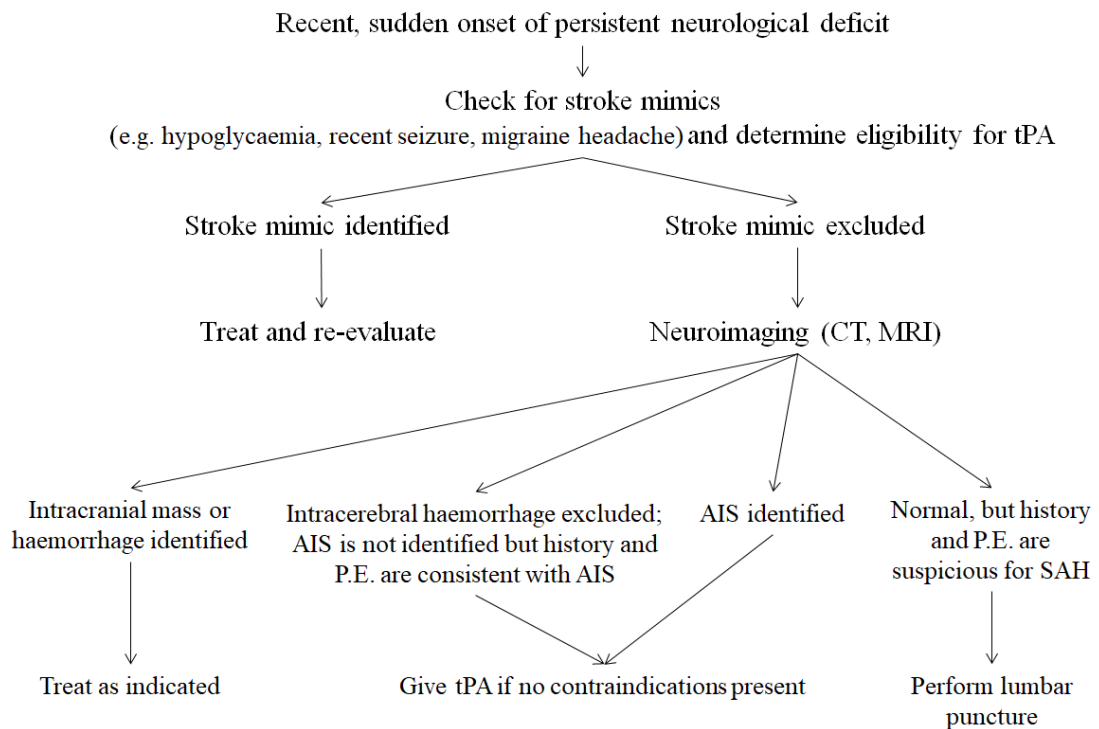 Recent, sudden onset of persistent neurological deficit
Check for stroke mimics
(e.g. hypoglycaemia, recent seizure, migraine headache) and determine eligibility for tPA
Stroke mimic identified
Stroke mimic excluded
Treat and re-evaluate
Neuroimaging (CT, MRI)
Intracranial mass or
haemorrhage identified
Intracerebral haemorrhage excluded;
AIS is not identified but history and
P.E. are consistent with AIS
AIS identified
Normal, but history
and P.E. are
suspicious for SAH
Treat as indicated
Give tPA if no contraindications present
Perform lumbar
puncture